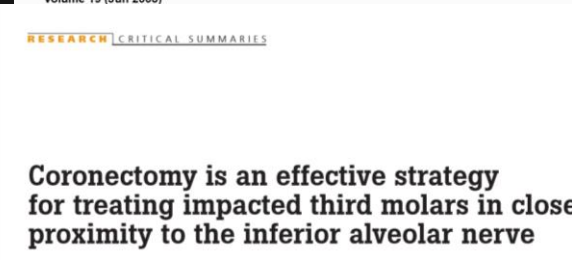 RESEARCH CRITICAL SUMMARIES
Coronectomy is an effective strategy
for treating impacted third molars in close
proximity to the inferior alveolar nerve